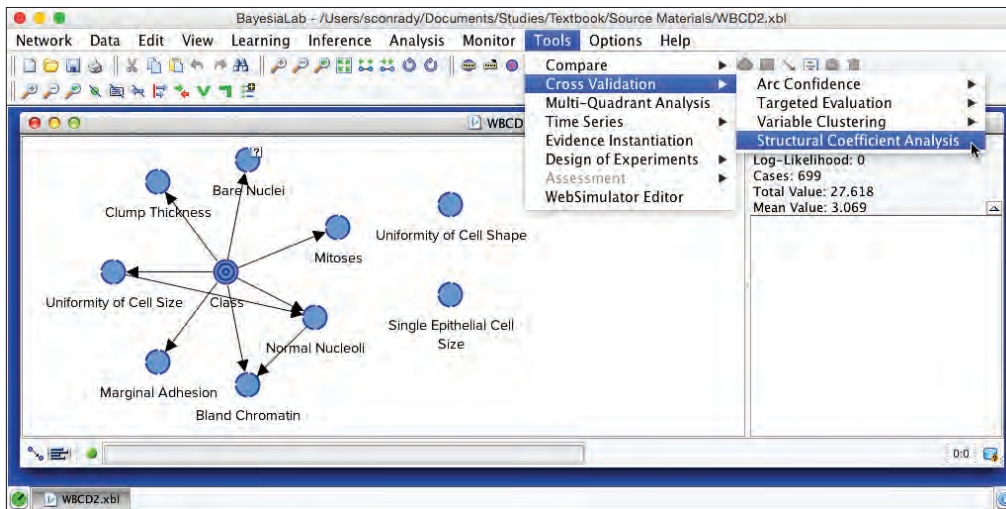 BayesiaLab - /Users/sconrady/Documents/Studies/Textbook/Source Materials/WBCD2.xbl
Network Data Edit View Learning Inference Analysis Monitor Tools Options Help
Compare
Cross Validation
Multi-Quadrant Analysis
Time Series
Evidence Instantiation
Design of Experiments
Assessment
WebSimulator Editor
Arc Confidence
Targeted Evaluation
Variable Clustering
Structural Coefficient Analysis
WBCD
Log-Likelihood: 0
Cases: 699
Total Value: 27.618
Mean Value: 3.069
?
Bare Nuclei
Clump Thickness
Uniformity of Cell Shape
Mitoses
Uniformity of Cell Size
Class
Normal Nucleoli
Single Epithelial Cell
Size
Marginal Adhesion
Bland Chromatin
0:0
WBCD2.xbl